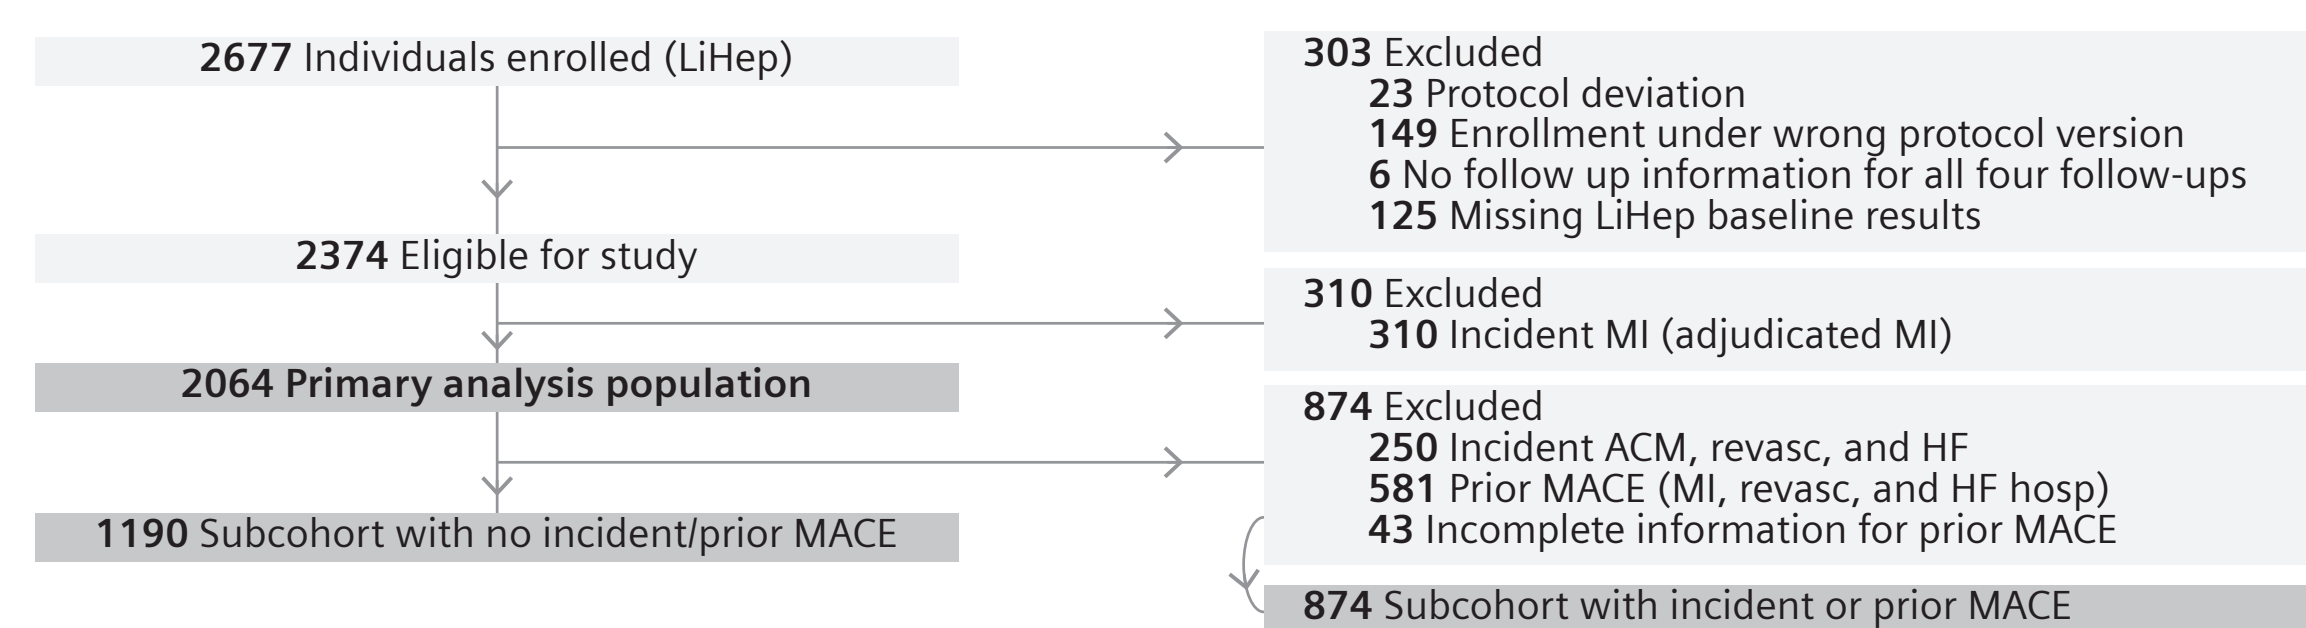 2677 Individuals enrolled (LiHep)
303 Excluded
23 Protocol deviation
149 Enrollment under wrong protocol version
6 No follow up information for all four follow-ups
125 Missing LiHep baseline results
2374 Eligible for study
310 Excluded
310 Incident MI (adjudicated MI)
2064 Primary analysis population
874 Excluded
250 Incident ACM, revasc, and HF
581 Prior MACE (MI, revasc, and HF hosp)
43 Incomplete information for prior MACE
1190 Subcohort with no incident/prior MACE
874 Subcohort with incident or prior MACE